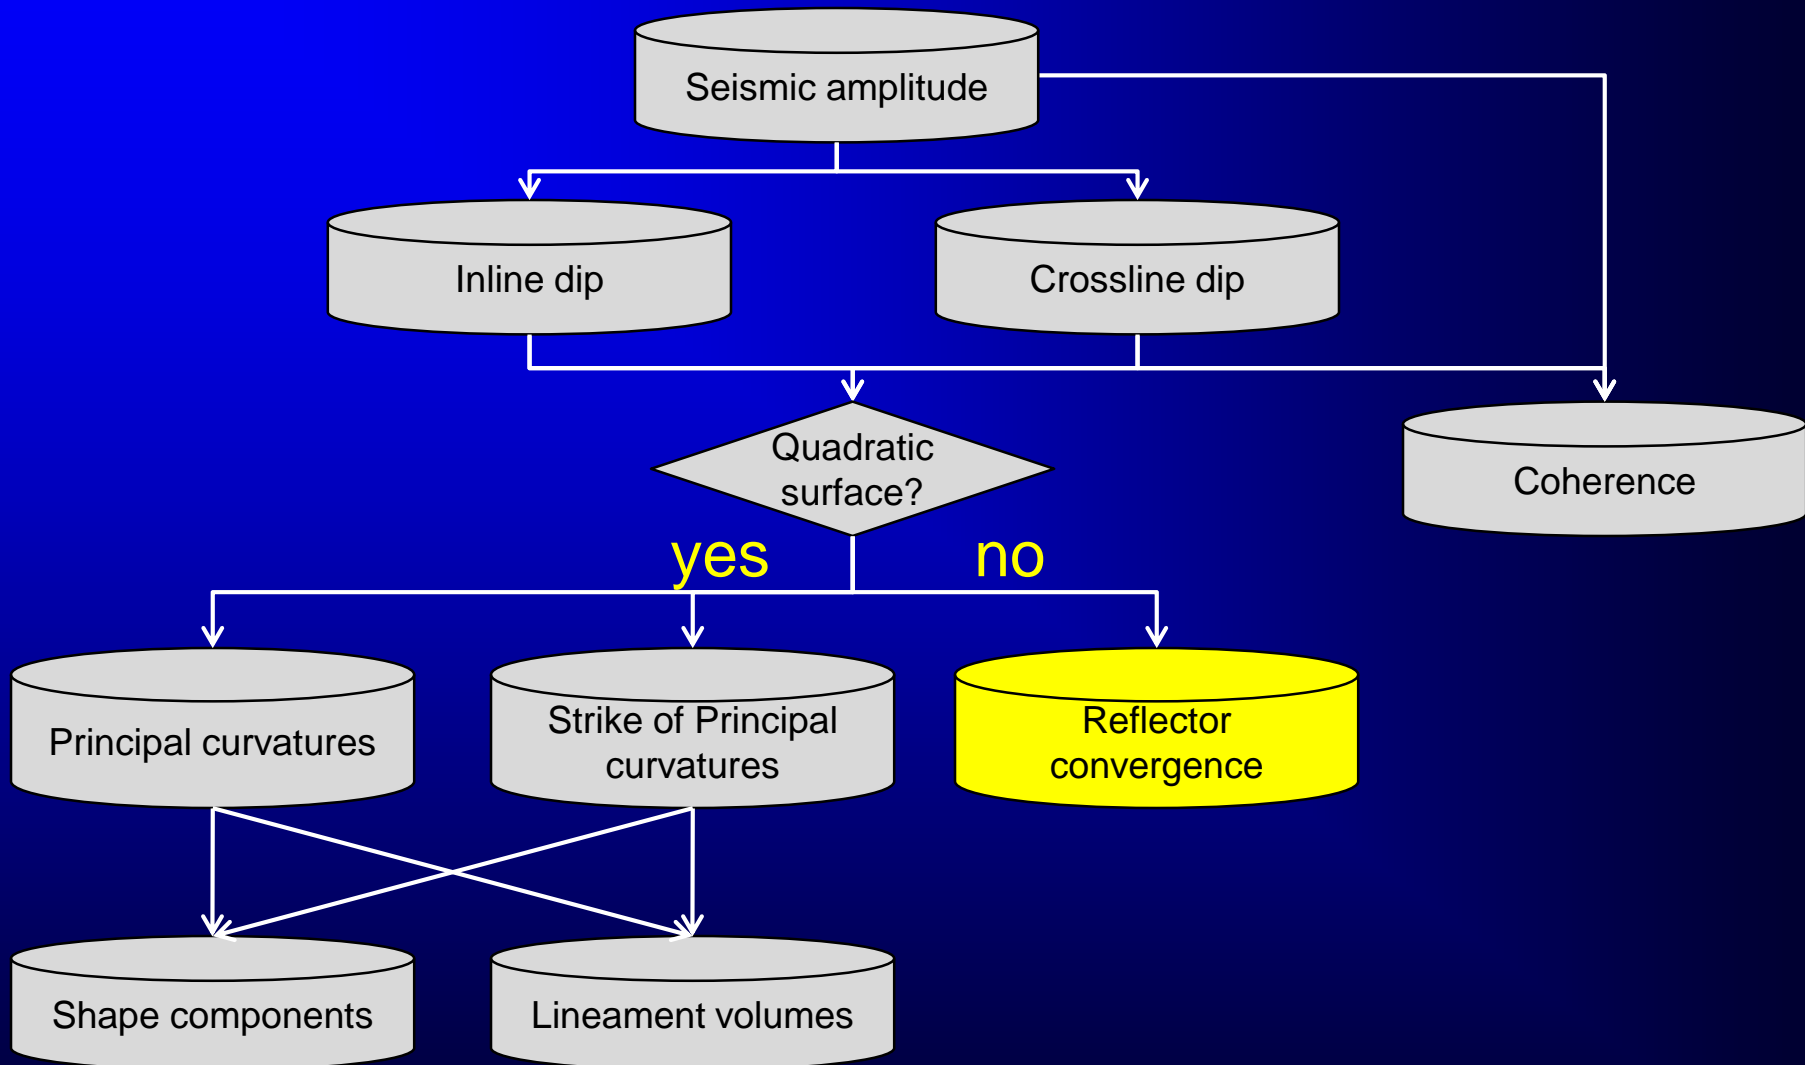 Seismic amplitude
Inline dip
Crossline dip
Quadratic
surface?
Coherence
yes
no
Principal curvatures
Strike of Principal
curvatures
Reflector
convergence
Shape components
Lineament volumes